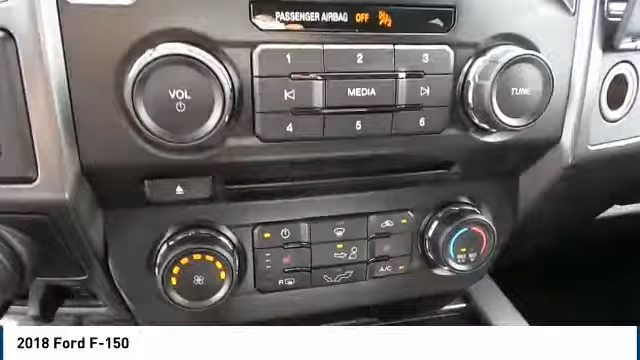 PASSENGER AIRBAG OFF
1 2 3
VOL
MEDIA
TUNE
4 5 6
A/C
R
2018 Ford F-150